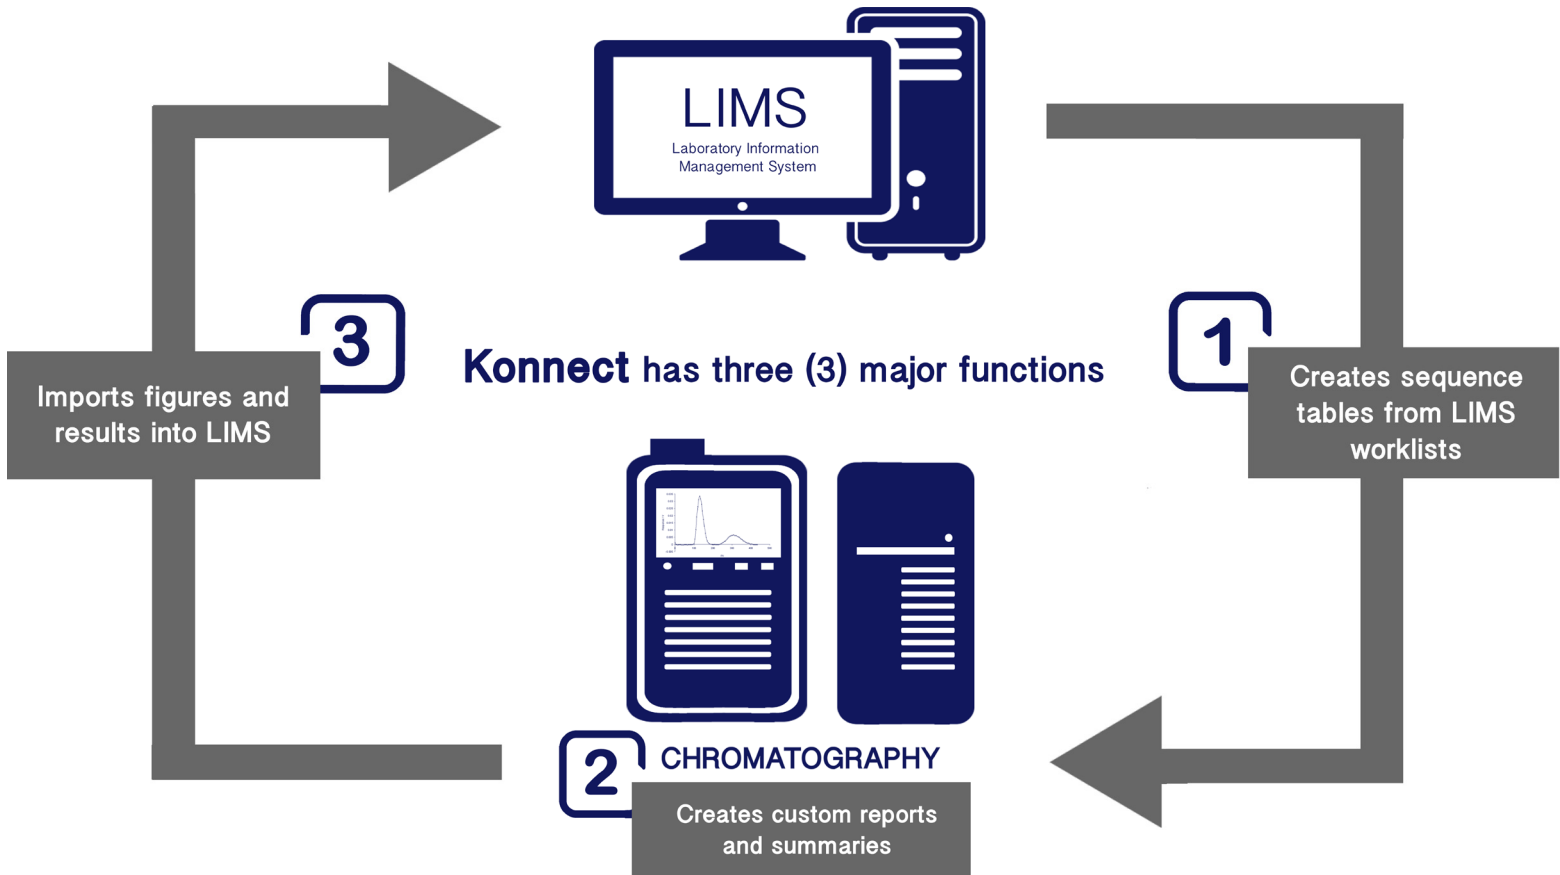 LIMS
Laboratory Information
Management System
3
Imports figures and
results into LIMS
Konnect has three (3) major functions
1
Creates sequence
tables from LIMS
worklists
2
CHROMATOGRAPHY
Creates custom reports
and summaries